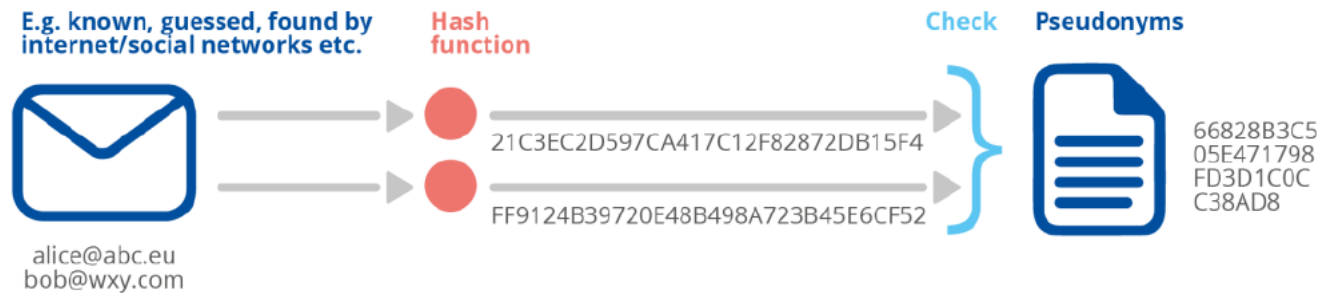 E.g. known, guessed, found by
internet/social networks etc.
Hash
function
Check
Pseudonyms
21C3EC2D597CA417C12F82872DB15F4
FF9124B39720E48B498A723B45E6CF52
66828B3C5
05E471798
FD3D1C0C
C38AD8
alice@abc.eu
bob@wxy.com